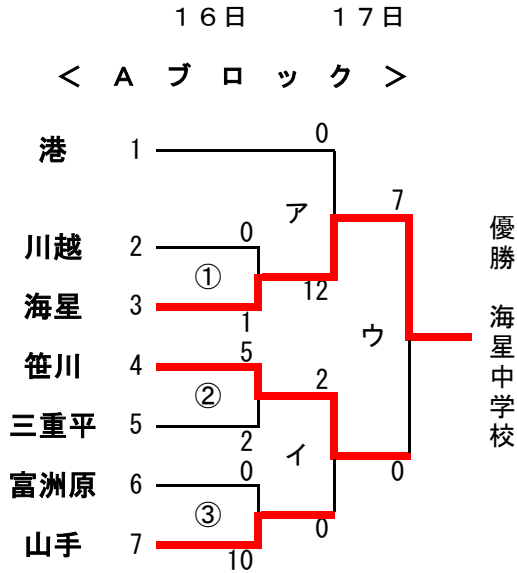 16日 17日
＜ A ブ ロ ッ ク ＞
港 1 0
ア 7
川越 2 0
①
海星 3 1 12
ウ
笹川 4 5 2
②
三重平 5 2
イ
富洲原 6 0 0
③
山手 7 10 0
優勝 海星中学校